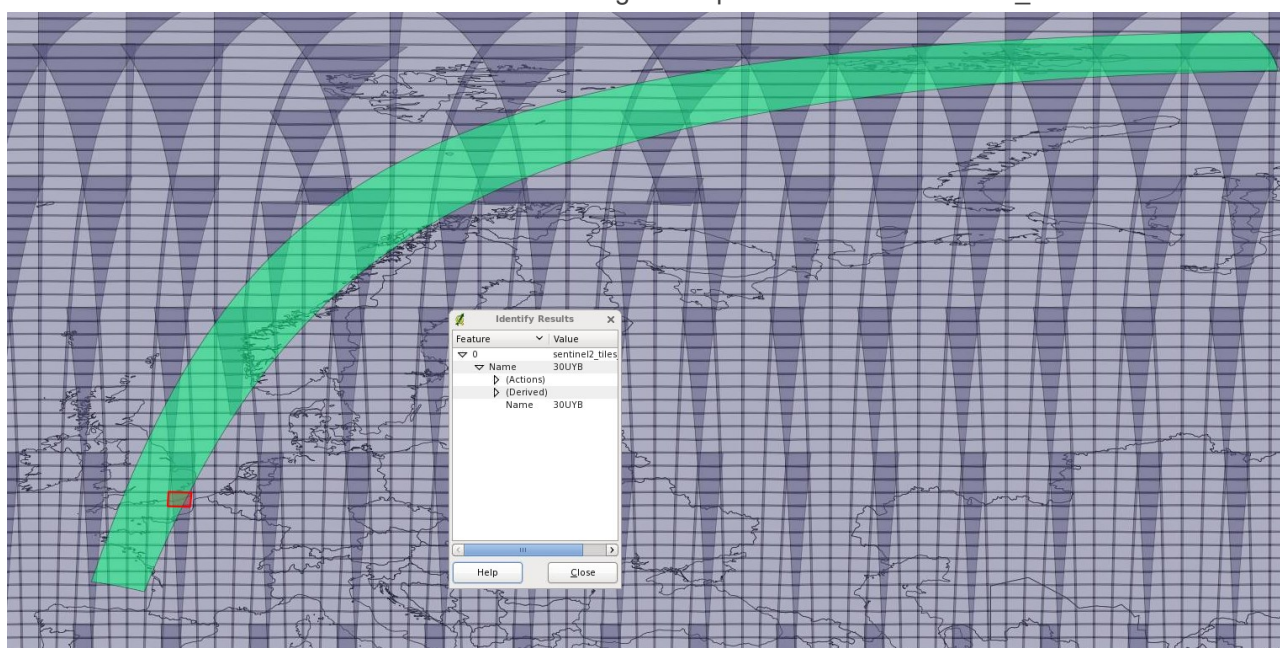 Identify Results
Feature Value
0 sentinel2_tiles
Name 30UYB
(Actions)
(Derived)
Name 30UYB
Help Close